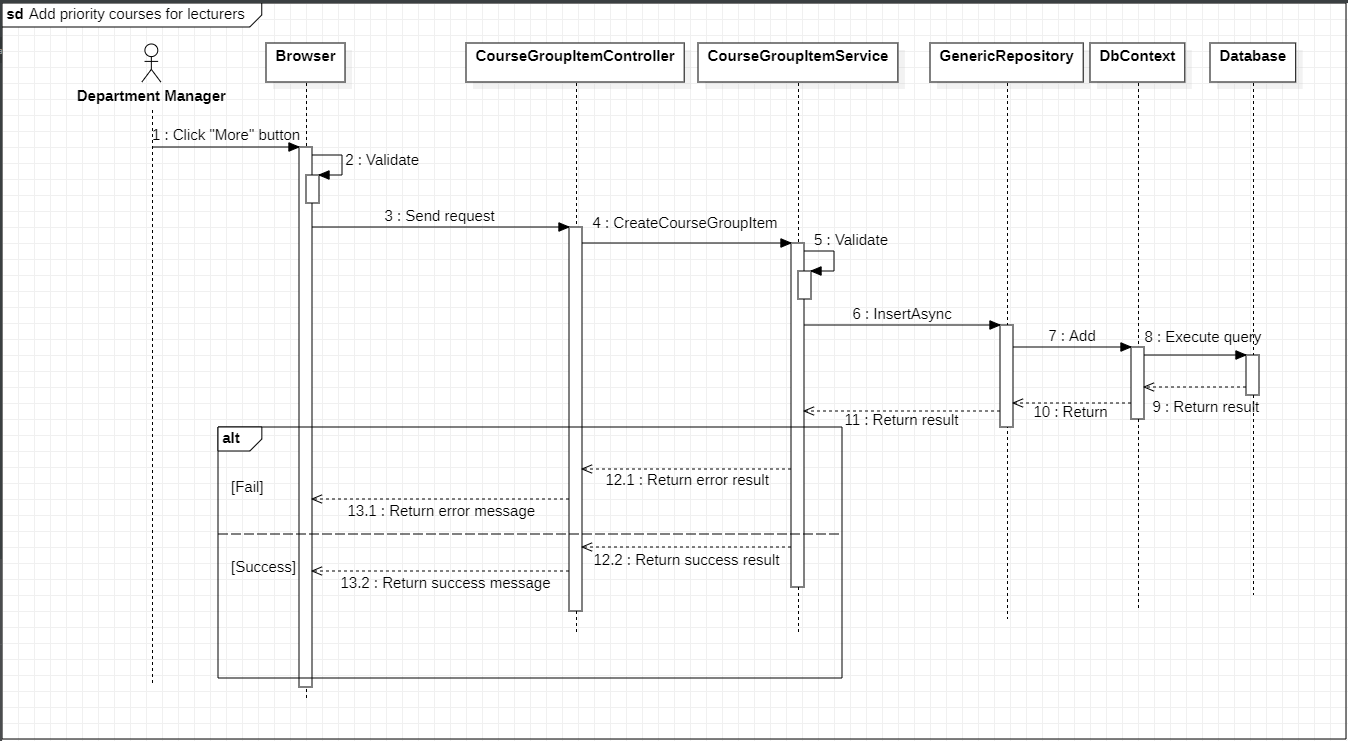 sd Add priority courses for lecturers
Department Manager
Browser
CourseGroupItemController
CourseGroupItemService
GenericRepository
DbContext
Database
1 : Click "More" button
2 : Validate
3 : Send request
4 : CreateCourseGroupItem
5 : Validate
6 : InsertAsync
7 : Add
8 : Execute query
9 : Return result
10 : Return
11 : Return result
alt
[Fail]
12.1 : Return error result
13.1 : Return error message
[Success]
12.2 : Return success result
13.2 : Return success message